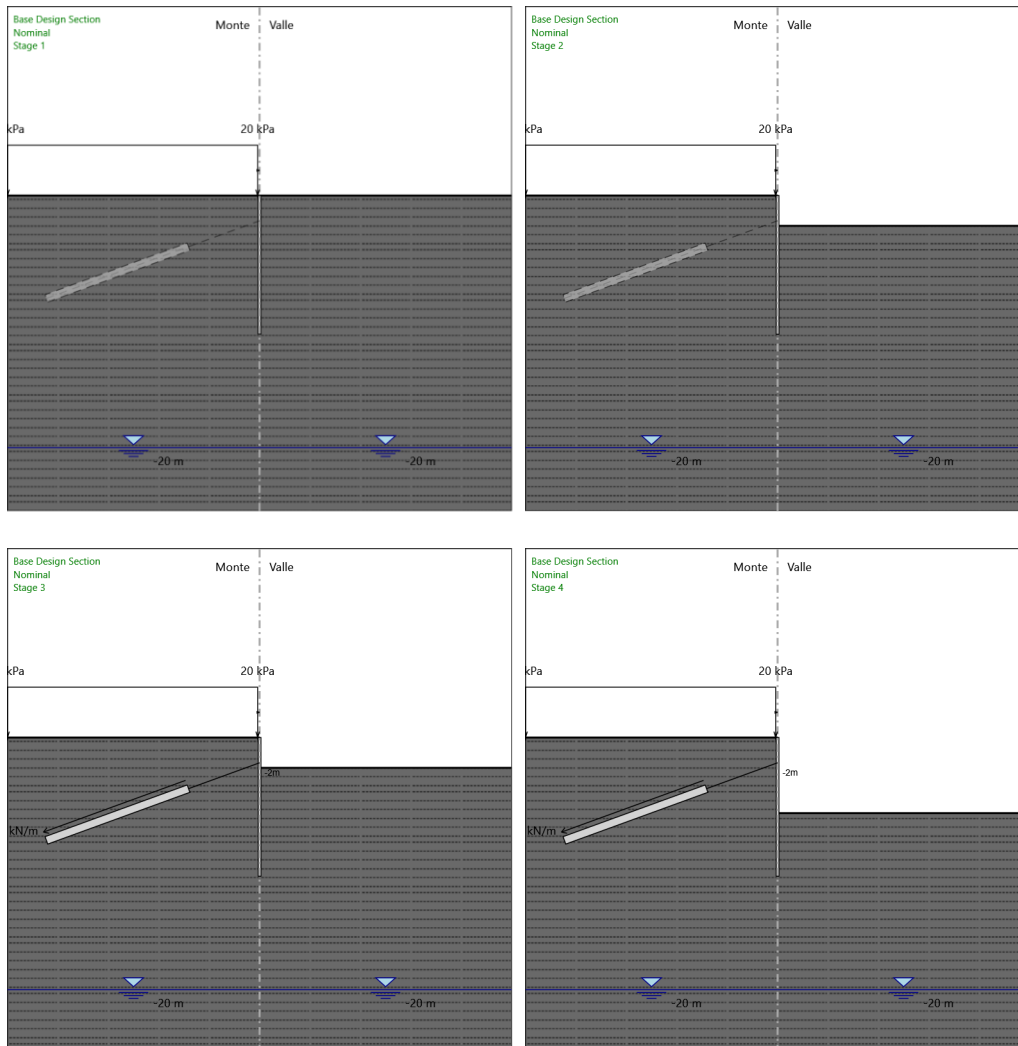 Base Design Section
Nominal
Stage 1
Monte Valle
kPa 20 kPa
-20 m -20 m
Base Design Section
Nominal
Stage 2
Monte Valle
kPa 20 kPa
-20 m -20 m
Base Design Section
Nominal
Stage 3
Monte Valle
kPa 20 kPa
-2m
kN/m
-20 m -20 m
Base Design Section
Nominal
Stage 4
Monte Valle
kPa 20 kPa
-2m
kN/m
-20 m -20 m